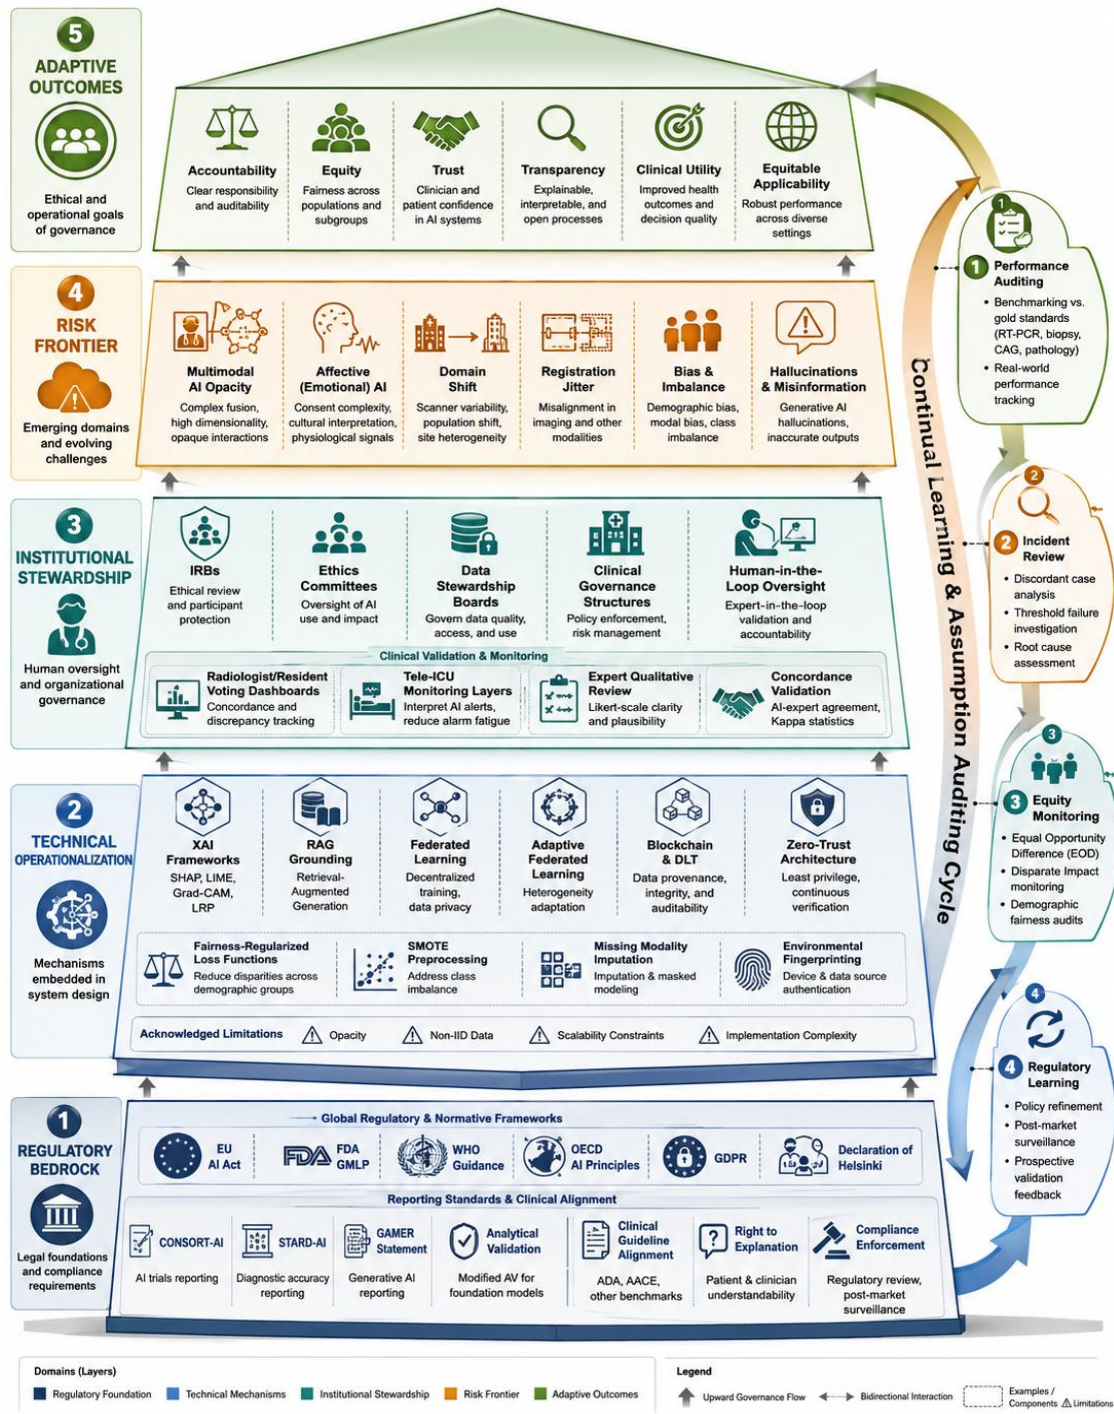 5
ADAPTIVE
OUTCOMES
Ethical and
operational goals
of governance
Accountability
Clear responsibility
and auditability
Equity
Fairness across
populations and
subgroups
Trust
Clinician and
patient confidence
in AI systems
Transparency
Explainable,
interpretable, and
open processes
Clinical Utility
Improved health
outcomes and
decision quality
Equitable
Applicability
Robust performance
across diverse
settings
4
RISK
FRONTIER
Emerging domains
and evolving
challenges
Multimodal
AI Opacity
Complex fusion,
high dimensionality,
opaque interactions
Affective
(Emotional) AI
Consent complexity,
cultural interpretation,
physiological signals
Domain
Shift
Scanner variability,
population shift,
site heterogeneity
Registration
Jitter
Misalignment in
imaging and other
modalities
Bias &
Imbalance
Demographic bias,
modal bias, class
imbalance
Hallucinations
& Misinformation
Generative AI
hallucinations,
inaccurate outputs
3
INSTITUTIONAL
STEWARDSHIP
Human oversight
and organizational
governance
IRBs
Ethical review
and participant
protection
Ethics
Committees
Oversight of AI
use and impact
Data
Stewardship
Boards
Govern data quality,
access, and use
Clinical
Governance
Structures
Policy enforcement,
risk management
Human-in-the-
Loop Oversight
Expert-in-the-loop
validation and
accountability
Clinical Validation & Monitoring
Radiologist/Resident
Voting Dashboards
Concordance and
discrepancy tracking
Tele-ICU
Monitoring Layers
Interpret AI alerts,
reduce alarm fatigue
Expert Qualitative
Review
Likert-scale clarity
and plausibility
Concordance
Validation
AI-expert agreement,
Kappa statistics
2
TECHNICAL
OPERATIONALIZATION
Mechanisms
embedded in
system design
XAI
Frameworks
SHAP, LIME,
Grad-CAM,
LRP
RAG
Grounding
Retrieval-
Augmented
Generation
Federated
Learning
Decentralized
training,
data privacy
Adaptive
Federated
Learning
Heterogeneity
adaptation
Blockchain
& DLT
Data provenance,
integrity, and
auditability
Zero-Trust
Architecture
Least privilege,
continuous
verification
Fairness-Regularized
Loss Functions
Reduce disparities across
demographic groups
SMOTE
Preprocessing
Address class
imbalance
Missing Modality
Imputation
Imputation & masked
modeling
Environmental
Fingerprinting
Device & data source
authentication
Acknowledged Limitations
Opacity
Non-IID Data
Scalability Constraints
Implementation Complexity
1
REGULATORY
BEDROCK
Legal foundations
and compliance
requirements
Global Regulatory & Normative Frameworks
EU
AI Act
FDA
FDA
GMLP
WHO
Guidance
OECD
AI Principles
GDPR
Declaration of
Helsinki
Reporting Standards & Clinical Alignment
CONSORT-AI
AI trials reporting
STARD-AI
Diagnostic accuracy
reporting
GAMER
Statement
Generative AI
reporting
Analytical
Validation
Modified AV for
foundation models
Clinical
Guideline
Alignment
ADA, AACE,
other benchmarks
?
Right to
Explanation
Patient & clinician
understandability
Compliance
Enforcement
Regulatory review,
post-market
surveillance
Continual Learning & Assumption Auditing Cycle
1
1
Performance
Auditing
• Benchmarking vs.
gold standards
(RT-PCR, biopsy,
CAG, pathology)
• Real-world
performance
tracking
2
2
Incident
Review
• Discordant case
analysis
• Threshold failure
investigation
• Root cause
assessment
3
3
Equity
Monitoring
• Equal Opportunity
Difference (EOD)
• Disparate Impact
monitoring
• Demographic
fairness audits
4
4
Regulatory
Learning
• Policy refinement
• Post-market
surveillance
• Prospective
validation
feedback
Domains (Layers)
Regulatory Foundation
Technical Mechanisms
Institutional Stewardship
Risk Frontier
Adaptive Outcomes
Legend
Upward Governance Flow
Bidirectional Interaction
Examples /
Components
Limitations